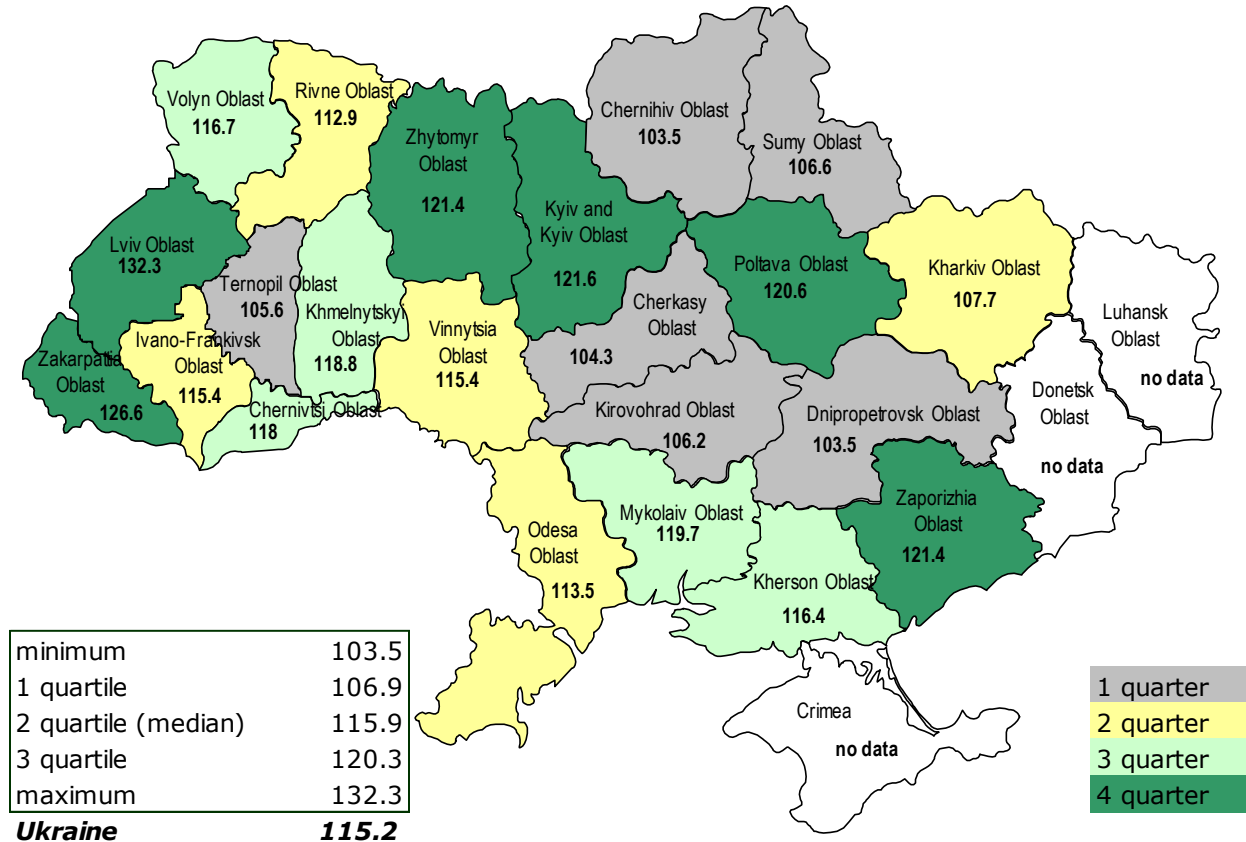 Volyn Oblast
116.7
Rivne Oblast
112.9
Zhytomyr
Oblast
121.4
Kyiv and
Kyiv Oblast
121.6
Chernihiv Oblast
103.5
Sumy Oblast
106.6
Lviv Oblast
132.3
Ternopil Oblast
105.6
Khmelnytskyi
Oblast
118.8
Vinnytsia
Oblast
115.4
Cherkasy
Oblast
104.3
Poltava Oblast
120.6
Kharkiv Oblast
107.7
Luhansk
Oblast
no data
Zakarpattia
Oblast
126.6
Ivano-Frankivsk
Oblast
115.4
Chernivtsi Oblast
118
Kirovohrad Oblast
106.2
Dnipropetrovsk Oblast
103.5
Donetsk
Oblast
no data
Odesa
Oblast
113.5
Mykolaiv Oblast
119.7
Kherson Oblast
116.4
Zaporizhia
Oblast
121.4
Crimea
no data
minimum 103.5
1 quartile 106.9
2 quartile (median) 115.9
3 quartile 120.3
maximum 132.3
Ukraine 115.2
1 quarter
2 quarter
3 quarter
4 quarter